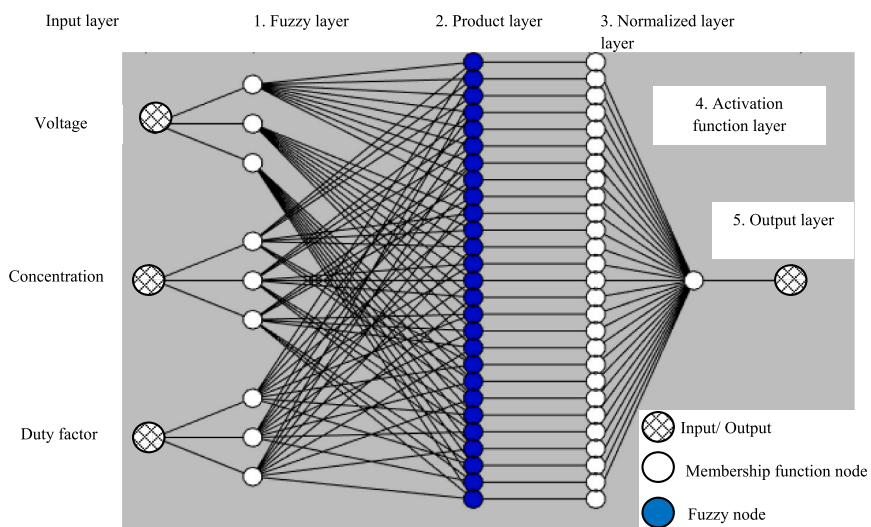 Input layer
1. Fuzzy layer
2. Product layer
3. Normalized layer
layer
Voltage
4. Activation
function layer
5. Output layer
Concentration
Duty factor
Input/ Output
Membership function node
Fuzzy node